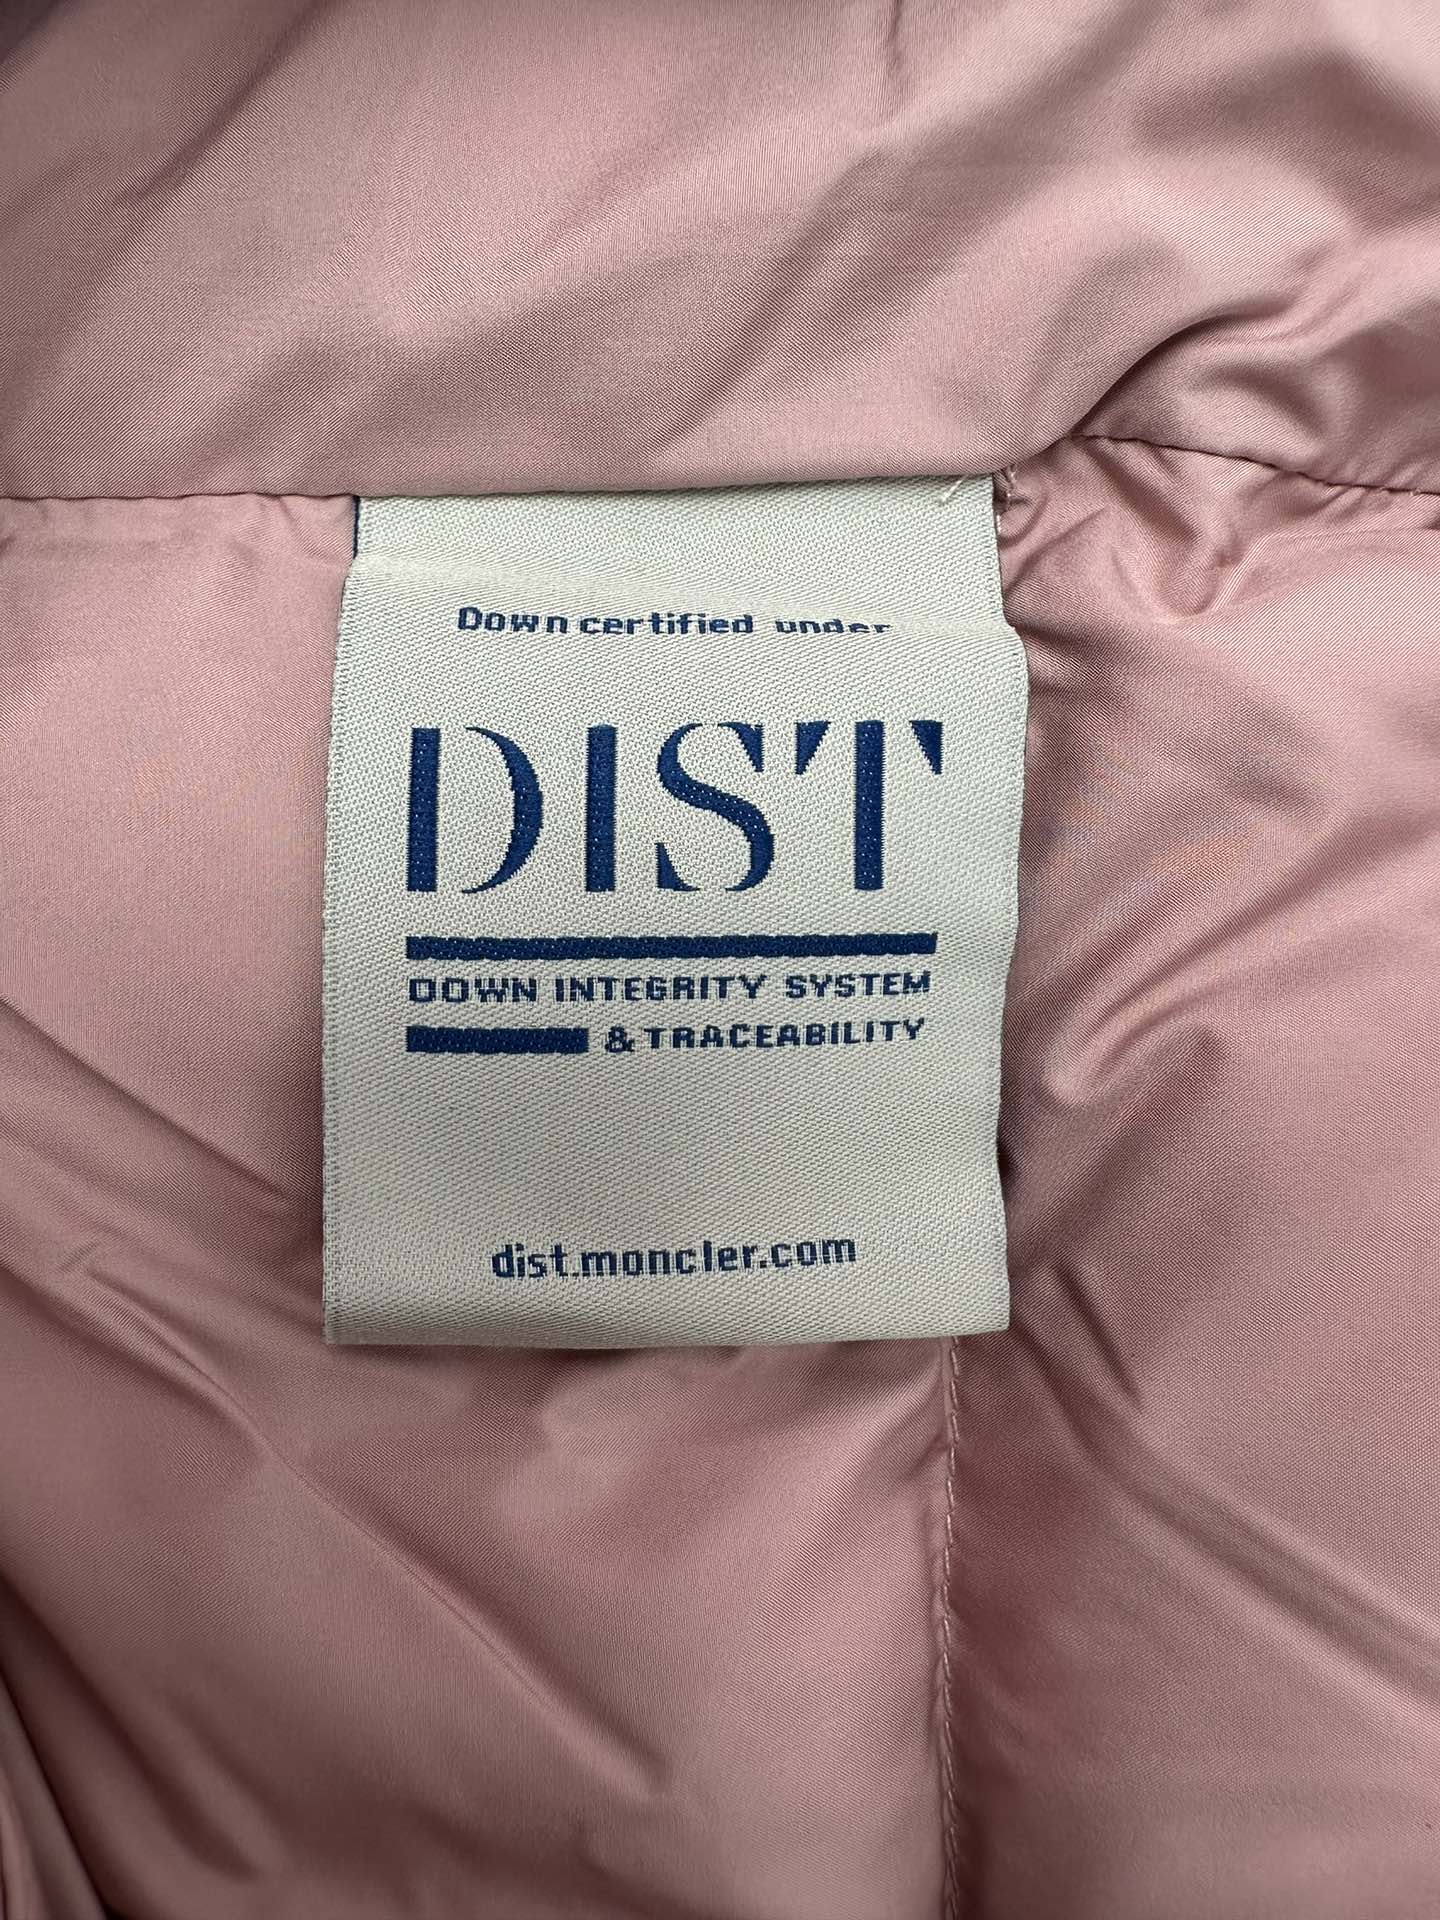 Down certified under
DIST
DOWN INTEGRITY SYSTEM
& TRACEABILITY
dist.moncler.com